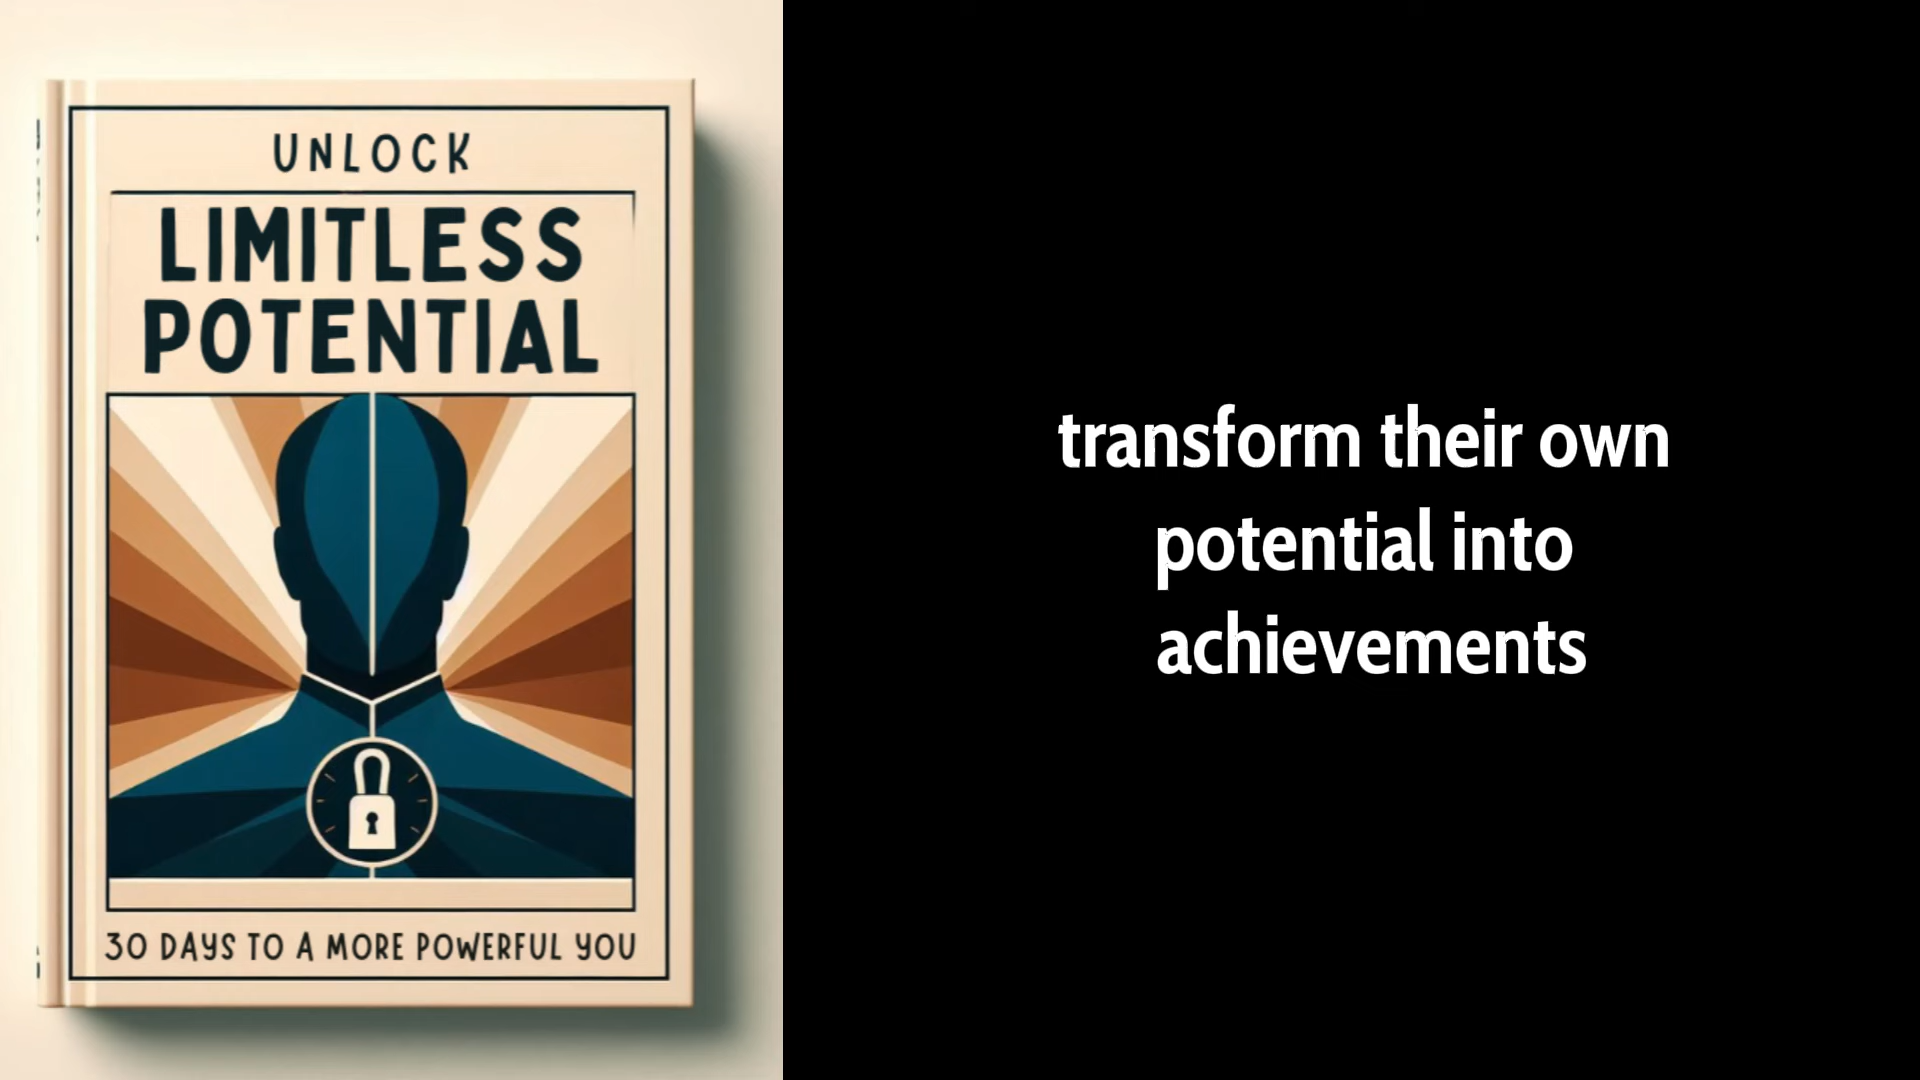 UNLOCK
LIMITLESS
POTENTIAL
30 DAYS TO A MORE POWERFUL YOU
transform their own
potential into
achievements